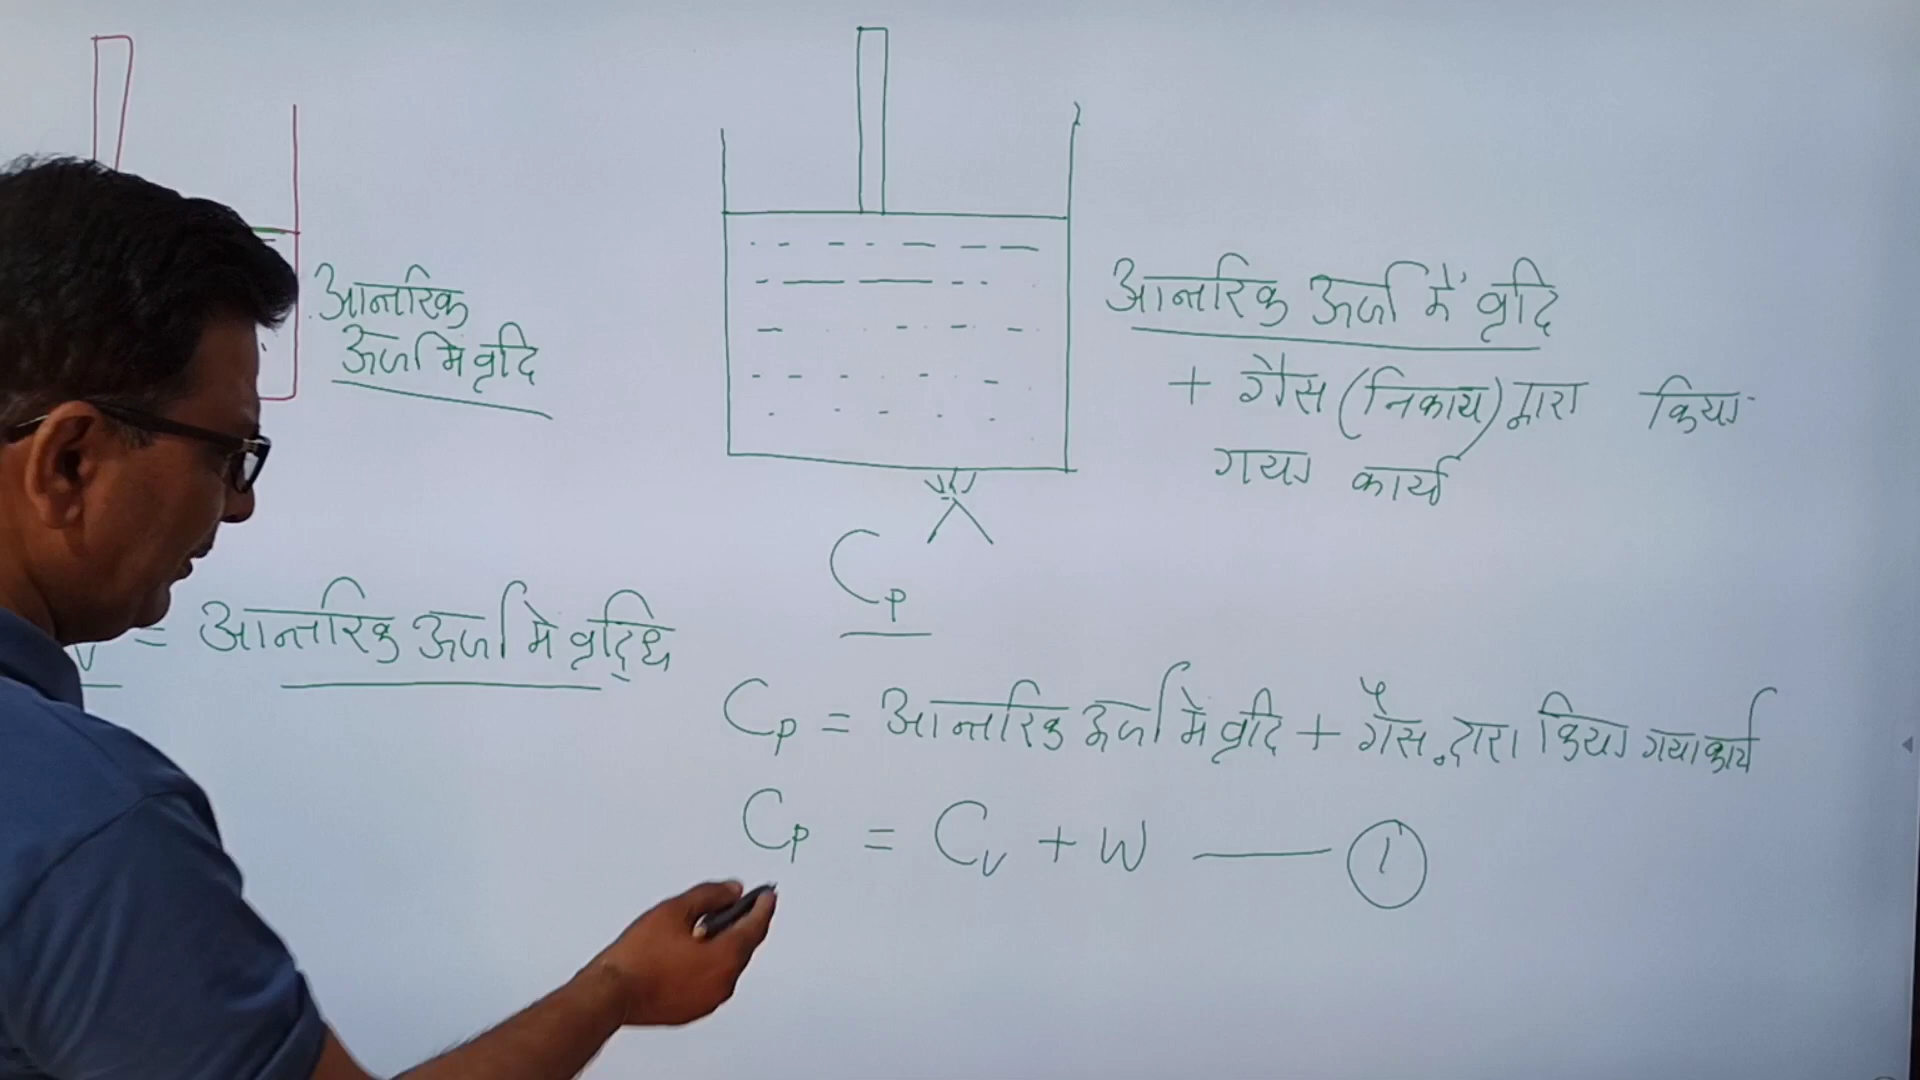 आन्तरिक
ऊर्जा मे वृद्धि
आन्तरिक ऊर्जा में वृद्धि
+ गैस (निकाय) द्वारा किया
गया कार्य
Cp
v = आन्तरिक ऊर्जा मे वृद्धि
Cp = आन्तरिक ऊर्जा मे वृद्धि + गैस द्वारा किया गया कार्य
Cp = Cv + W —— 1